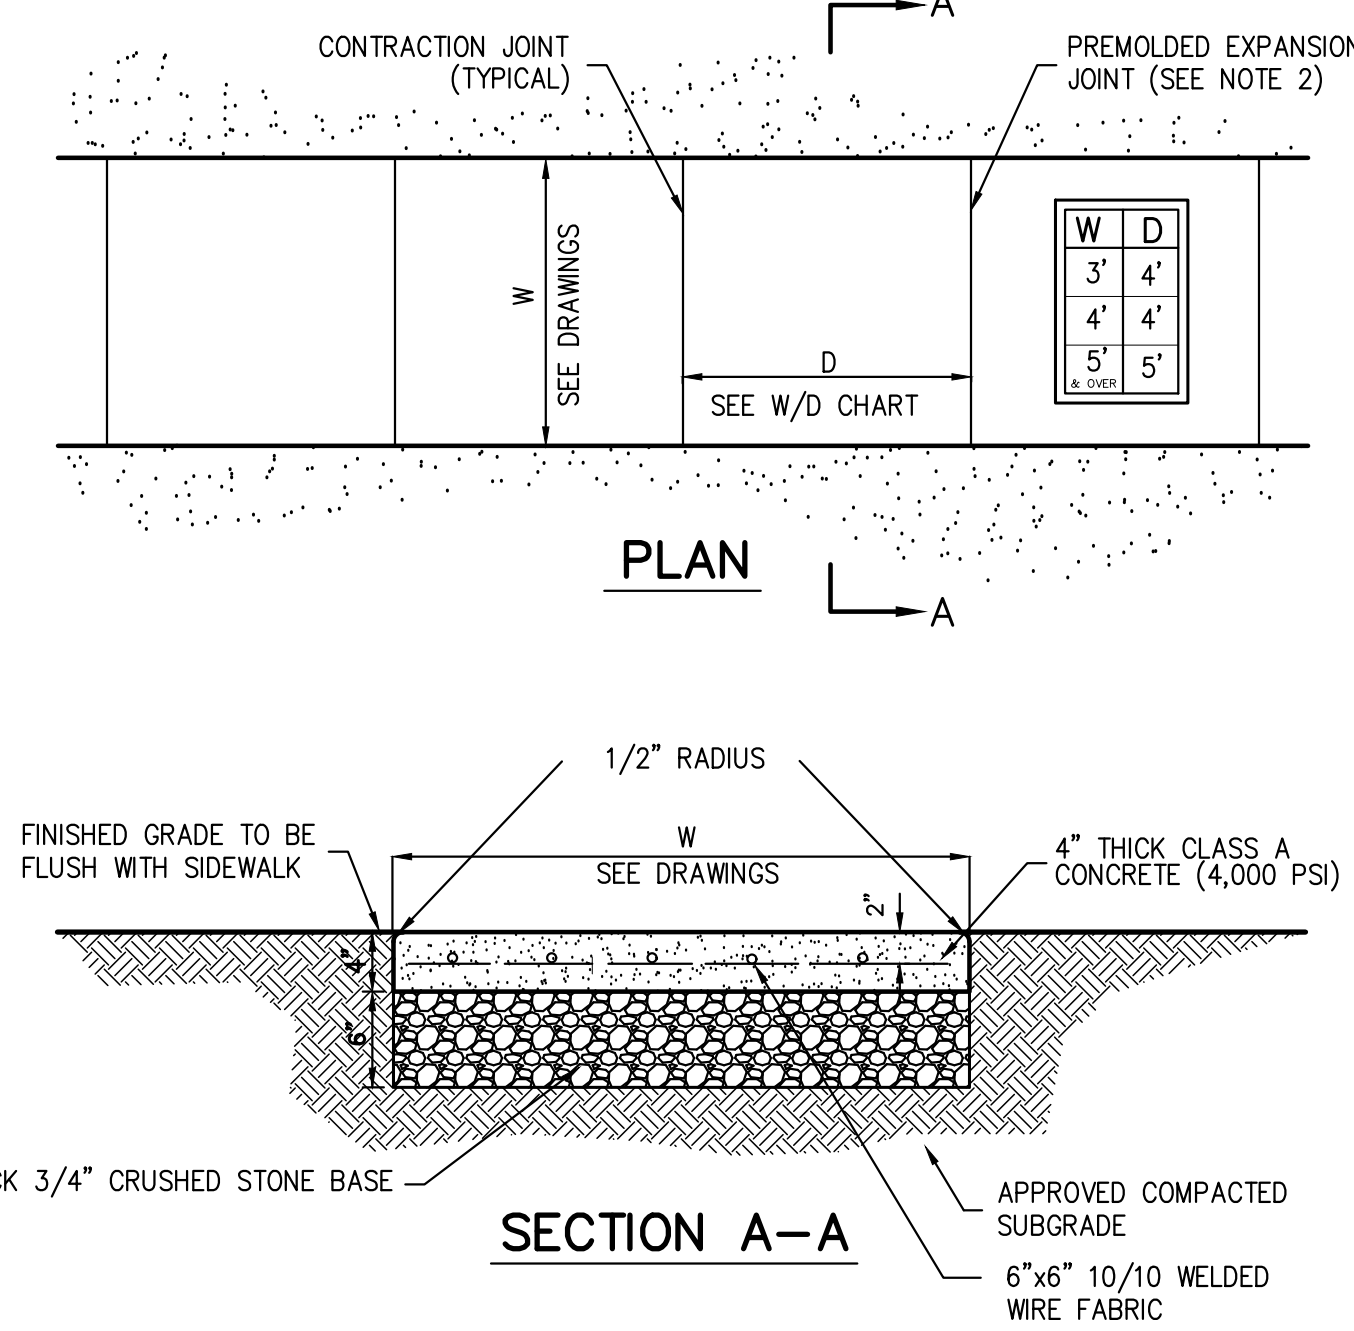 A
CONTRACTION JOINT
(TYPICAL)
PREMOLDED EXPANSION
JOINT (SEE NOTE 2)
W
SEE DRAWINGS
D
SEE W/D CHART
W D
3' 4'
4' 4'
5' 5'
& OVER
PLAN
A
1/2" RADIUS
FINISHED GRADE TO BE
FLUSH WITH SIDEWALK
W
SEE DRAWINGS
4" THICK CLASS A
CONCRETE (4,000 PSI)
2"
4"
6"
CK 3/4" CRUSHED STONE BASE
APPROVED COMPACTED
SUBGRADE
SECTION A-A
6"x6" 10/10 WELDED
WIRE FABRIC